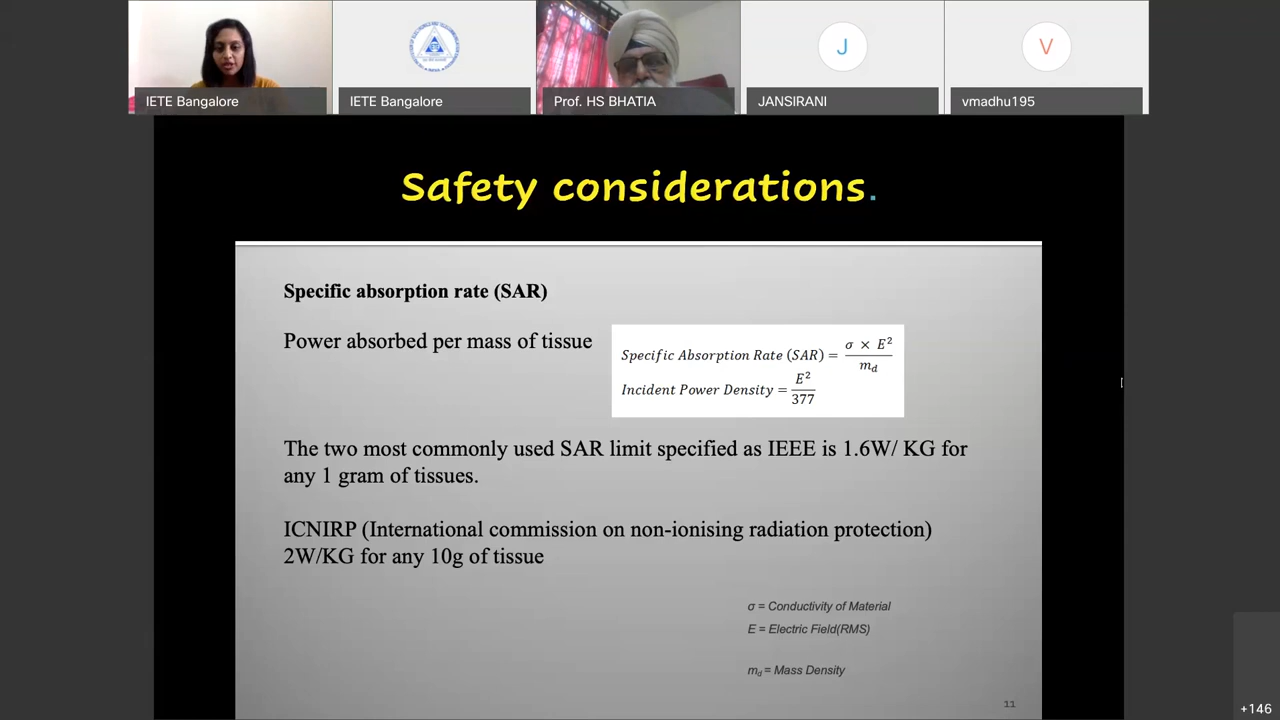 IETE Bangalore
IETE Bangalore
Prof. HS BHATIA
J
JANSIRANI
V
vmadhu195
Safety considerations.
Specific absorption rate (SAR)
Power absorbed per mass of tissue
Specific Absorption Rate (SAR) = σ × E² / m_d
Incident Power Density = E² / 377
The two most commonly used SAR limit specified as IEEE is 1.6W/ KG for
any 1 gram of tissues.
ICNIRP (International commission on non-ionising radiation protection)
2W/KG for any 10g of tissue
σ = Conductivity of Material
E = Electric Field(RMS)
m_d = Mass Density
11
+146